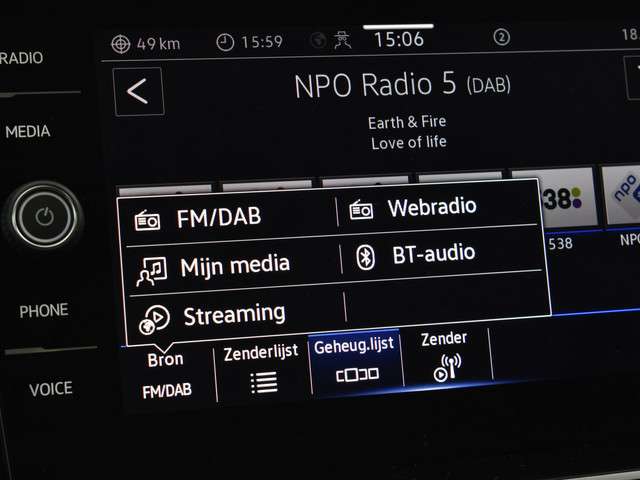 RADIO
MEDIA
PHONE
VOICE
49 km
15:59
15:06
2
18.
NPO Radio 5 (DAB)
Earth & Fire
Love of life
38:
npo
538
NPO
FM/DAB
Webradio
Mijn media
BT-audio
Streaming
Bron
FM/DAB
Zenderlijst
Geheug.lijst
Zender